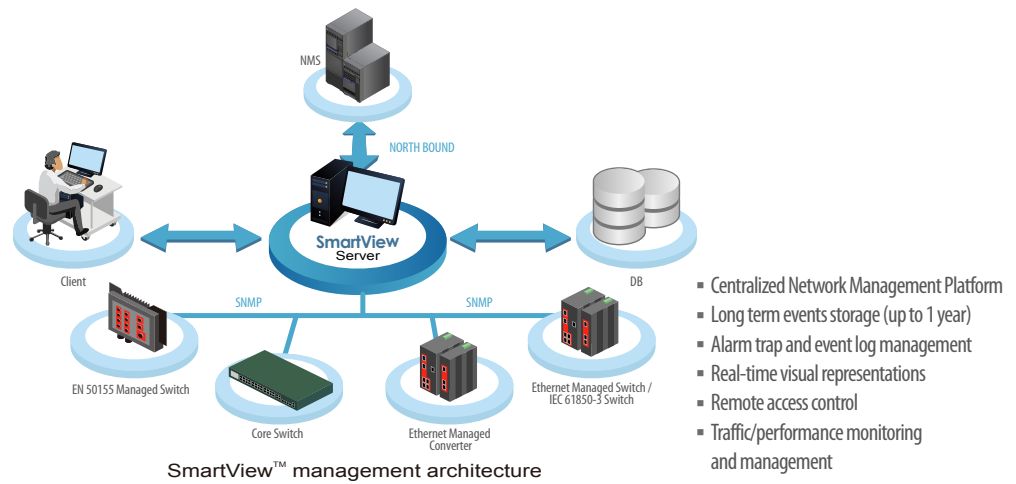 NMS
NORTH BOUND
SmartView
Server
Client
DB
SNMP
SNMP
EN 50155 Managed Switch
Core Switch
Ethernet Managed
Converter
Ethernet Managed Switch /
IEC 61850-3 Switch
SmartView™ management architecture
▪ Centralized Network Management Platform
▪ Long term events storage (up to 1 year)
▪ Alarm trap and event log management
▪ Real-time visual representations
▪ Remote access control
▪ Traffic/performance monitoring
and management